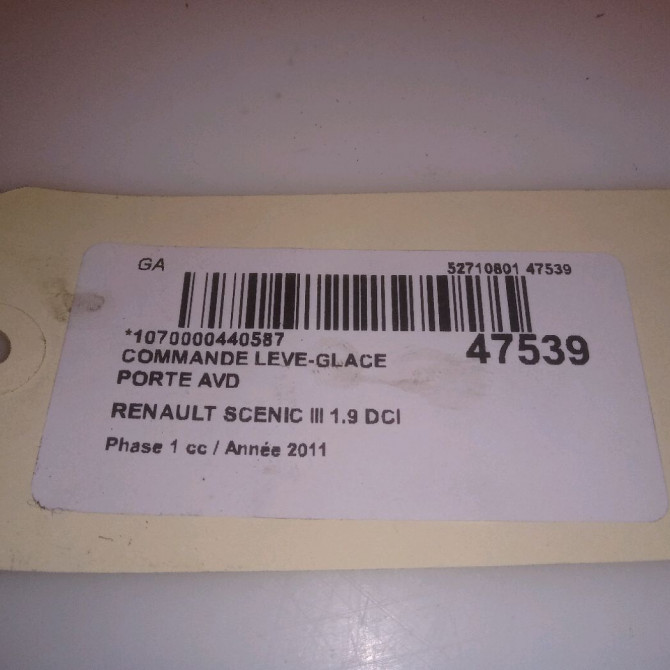 GA
52710801 47539
*1070000440587
47539
COMMANDE LEVE-GLACE
PORTE AVD
RENAULT SCENIC III 1.9 DCI
Phase 1 cc / Année 2011